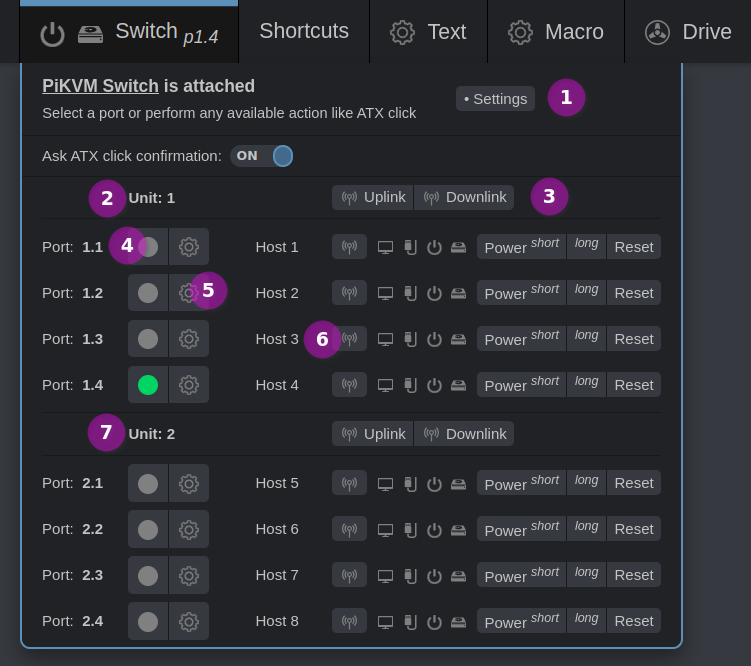 Switch p1.4 Shortcuts Text Macro Drive
PiKVM Switch is attached
Select a port or perform any available action like ATX click
• Settings 1
Ask ATX click confirmation: ON
2 Unit: 1 Uplink Downlink 3
Port: 1.1 4 Host 1 Power short long Reset
Port: 1.2 5 Host 2 Power short long Reset
Port: 1.3 Host 3 6 Power short long Reset
Port: 1.4 Host 4 Power short long Reset
7 Unit: 2 Uplink Downlink
Port: 2.1 Host 5 Power short long Reset
Port: 2.2 Host 6 Power short long Reset
Port: 2.3 Host 7 Power short long Reset
Port: 2.4 Host 8 Power short long Reset